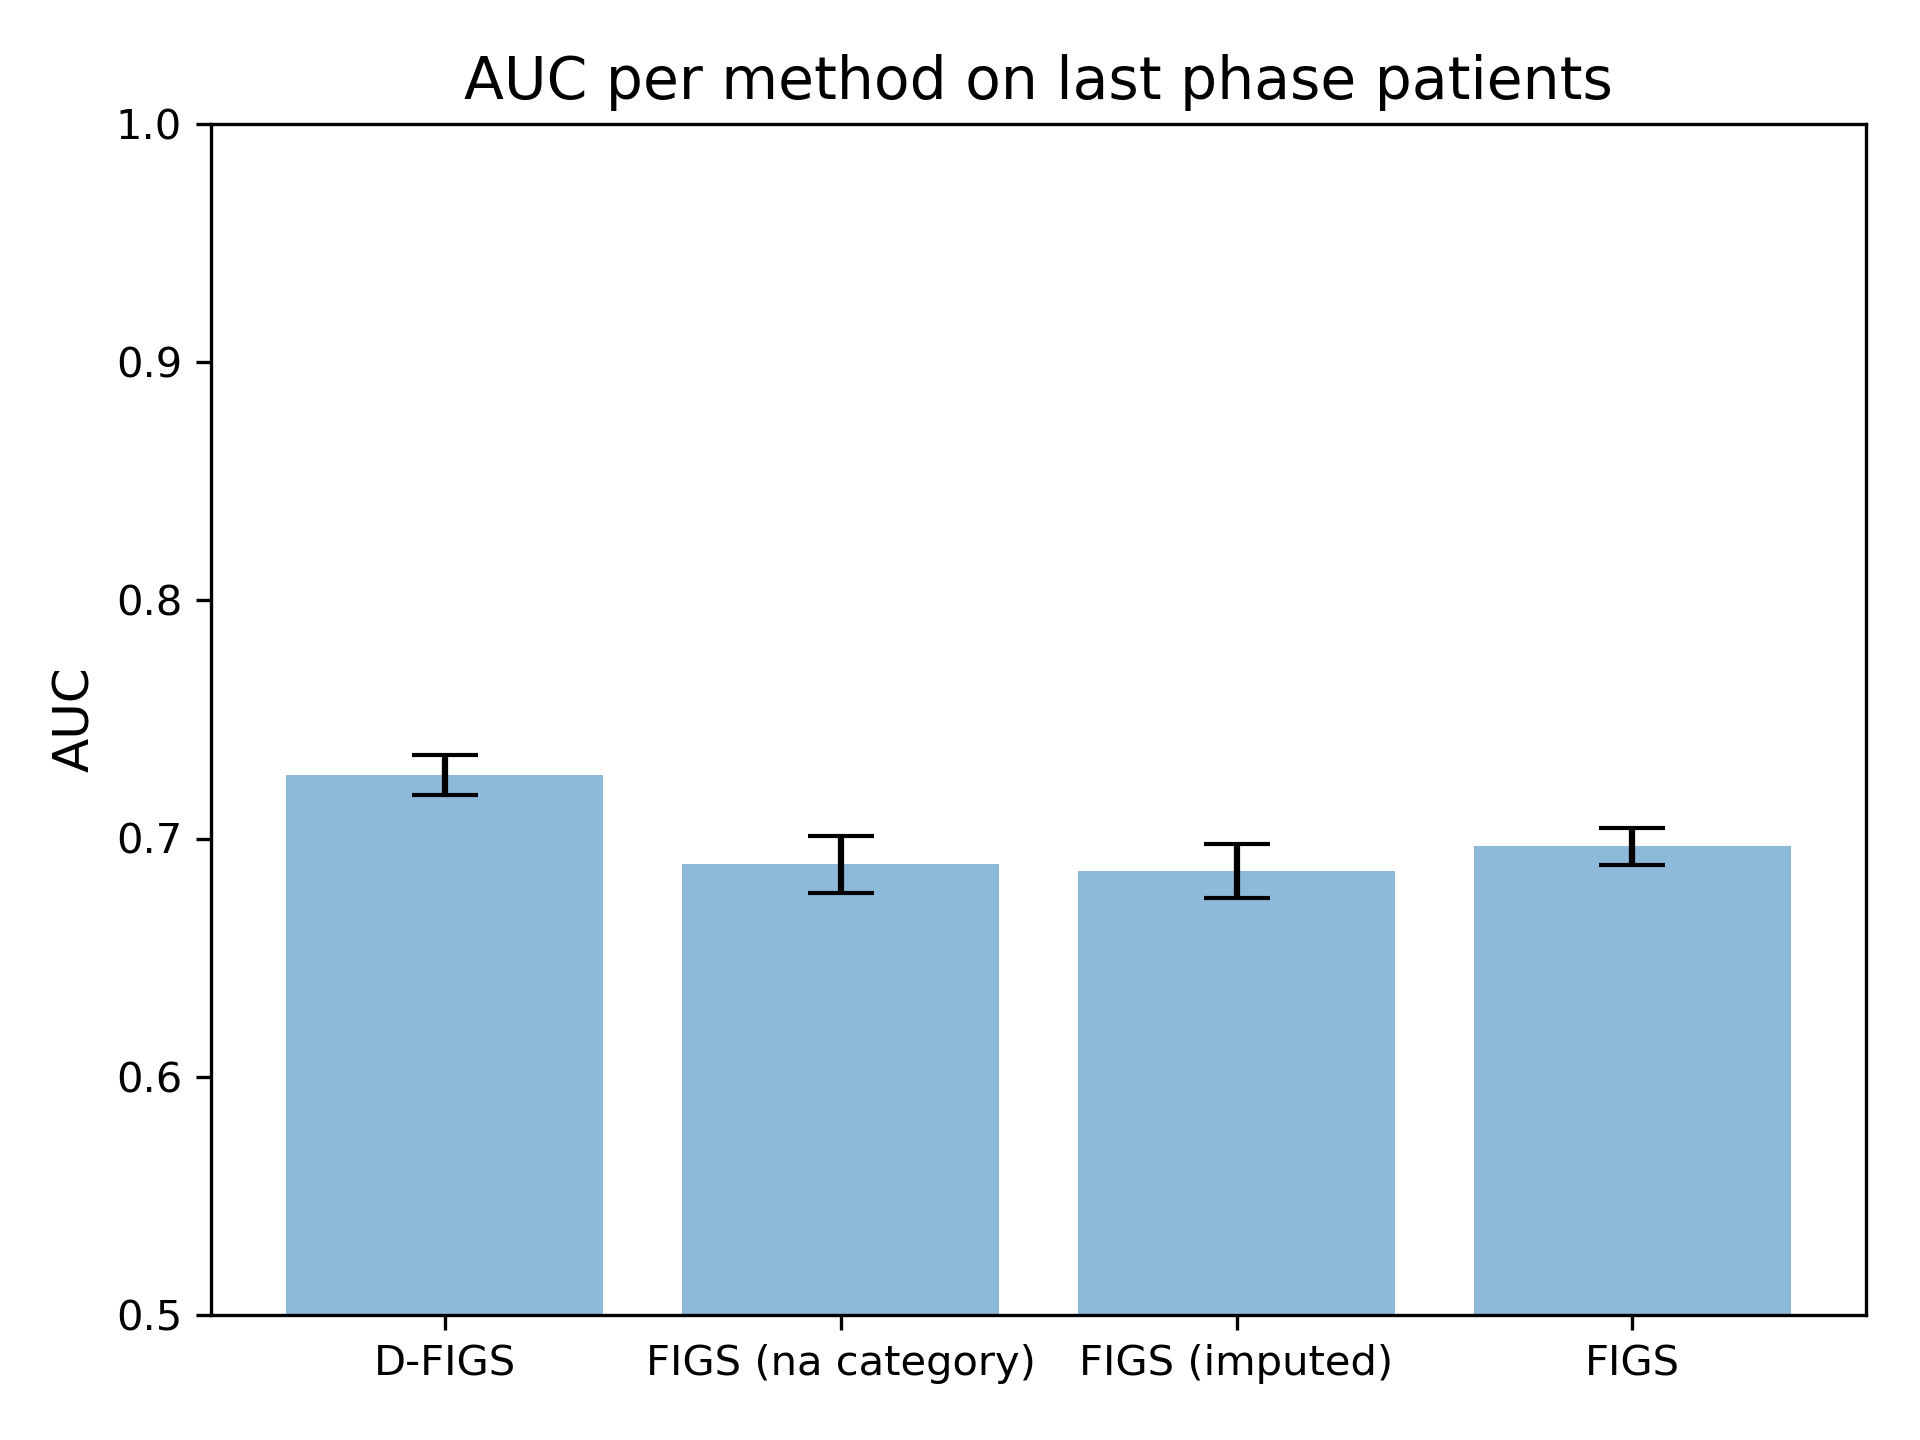 AUC per method on last phase patients
1.0
0.9
0.8
0.7
0.6
0.5
AUC
D-FIGS
FIGS (na category)
FIGS (imputed)
FIGS